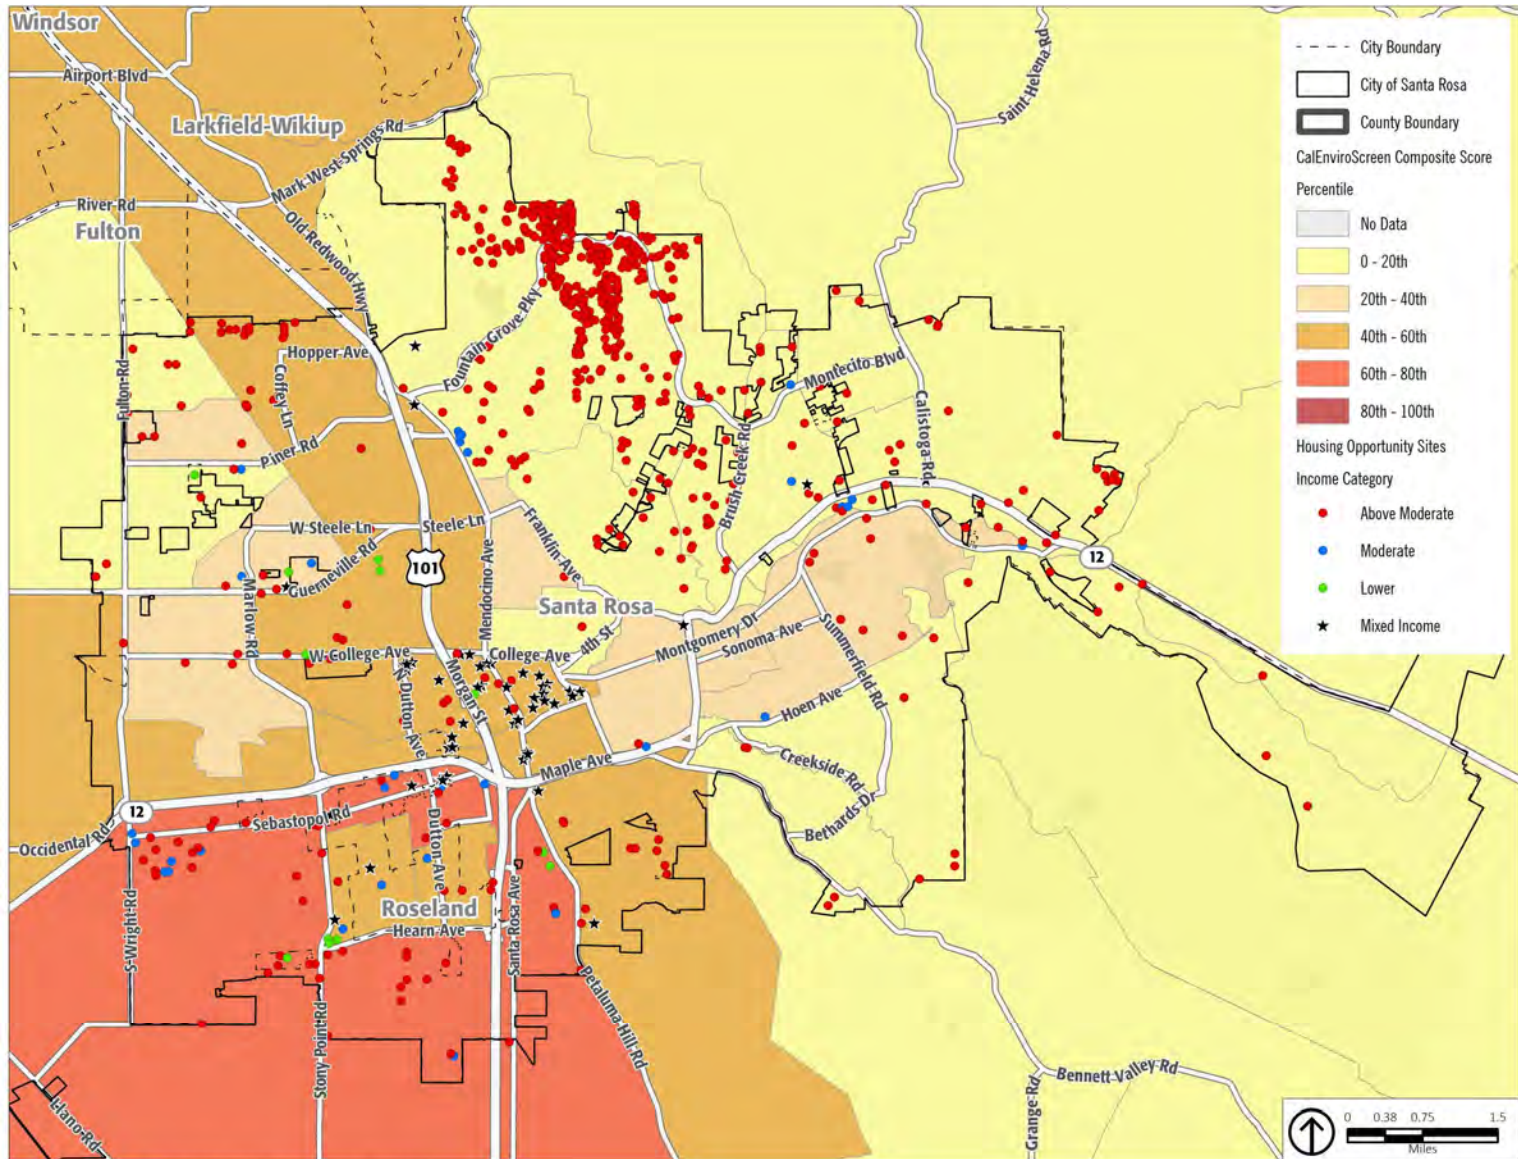 Windsor
Airport Blvd
Larkfield-Wikiup
Mark West Springs Rd
River Rd
Fulton
Old Redwood Hwy
Saint Helena Rd
Fountain Grove Pky
Hopper Ave
Coffey Ln
Fulton Rd
Piner Rd
Montecito Blvd
Calistoga Rd
Brush Creek Rd
W Steele Ln
Steele Ln
Guerneville Rd
101
Franklin Ave
Mendocino Ave
Marlow Rd
12
Santa Rosa
4th St
Montgomery Dr
Sonoma Ave
Summerfield Rd
W College Ave
College Ave
N Dutton Ave
Morgan St
Hoen Ave
Creekside Rd
Maple Ave
Bethards Dr
12
Occidental Rd
Sebastopol Rd
Dutton Ave
Roseland
Hearn Ave
S Wright Rd
Santa Rosa Ave
Stony Point Rd
Petaluma Hill Rd
Llano Rd
Bennett Valley Rd
Grange Rd
City Boundary
City of Santa Rosa
County Boundary
CalEnviroScreen Composite Score
Percentile
No Data
0 - 20th
20th - 40th
40th - 60th
60th - 80th
80th - 100th
Housing Opportunity Sites
Income Category
Above Moderate
Moderate
Lower
Mixed Income
0 0.38 0.75 1.5
Miles